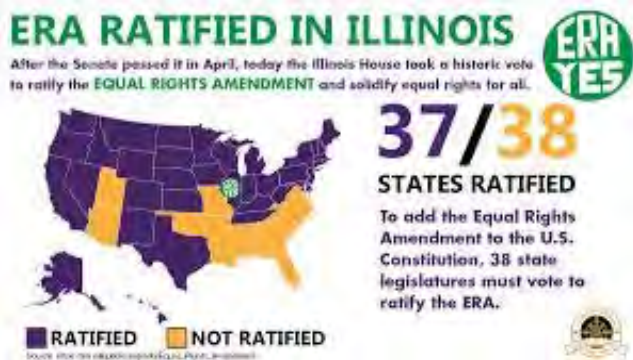 ERA RATIFIED IN ILLINOIS
After the Senate passed it in April, today the Illinois House took a historic vote
to ratify the EQUAL RIGHTS AMENDMENT and solidify equal rights for all.
ERA
YES
37/38
STATES RATIFIED
To add the Equal Rights
Amendment to the U.S.
Constitution, 38 state
legislatures must vote to
ratify the ERA.
RATIFIED
NOT RATIFIED